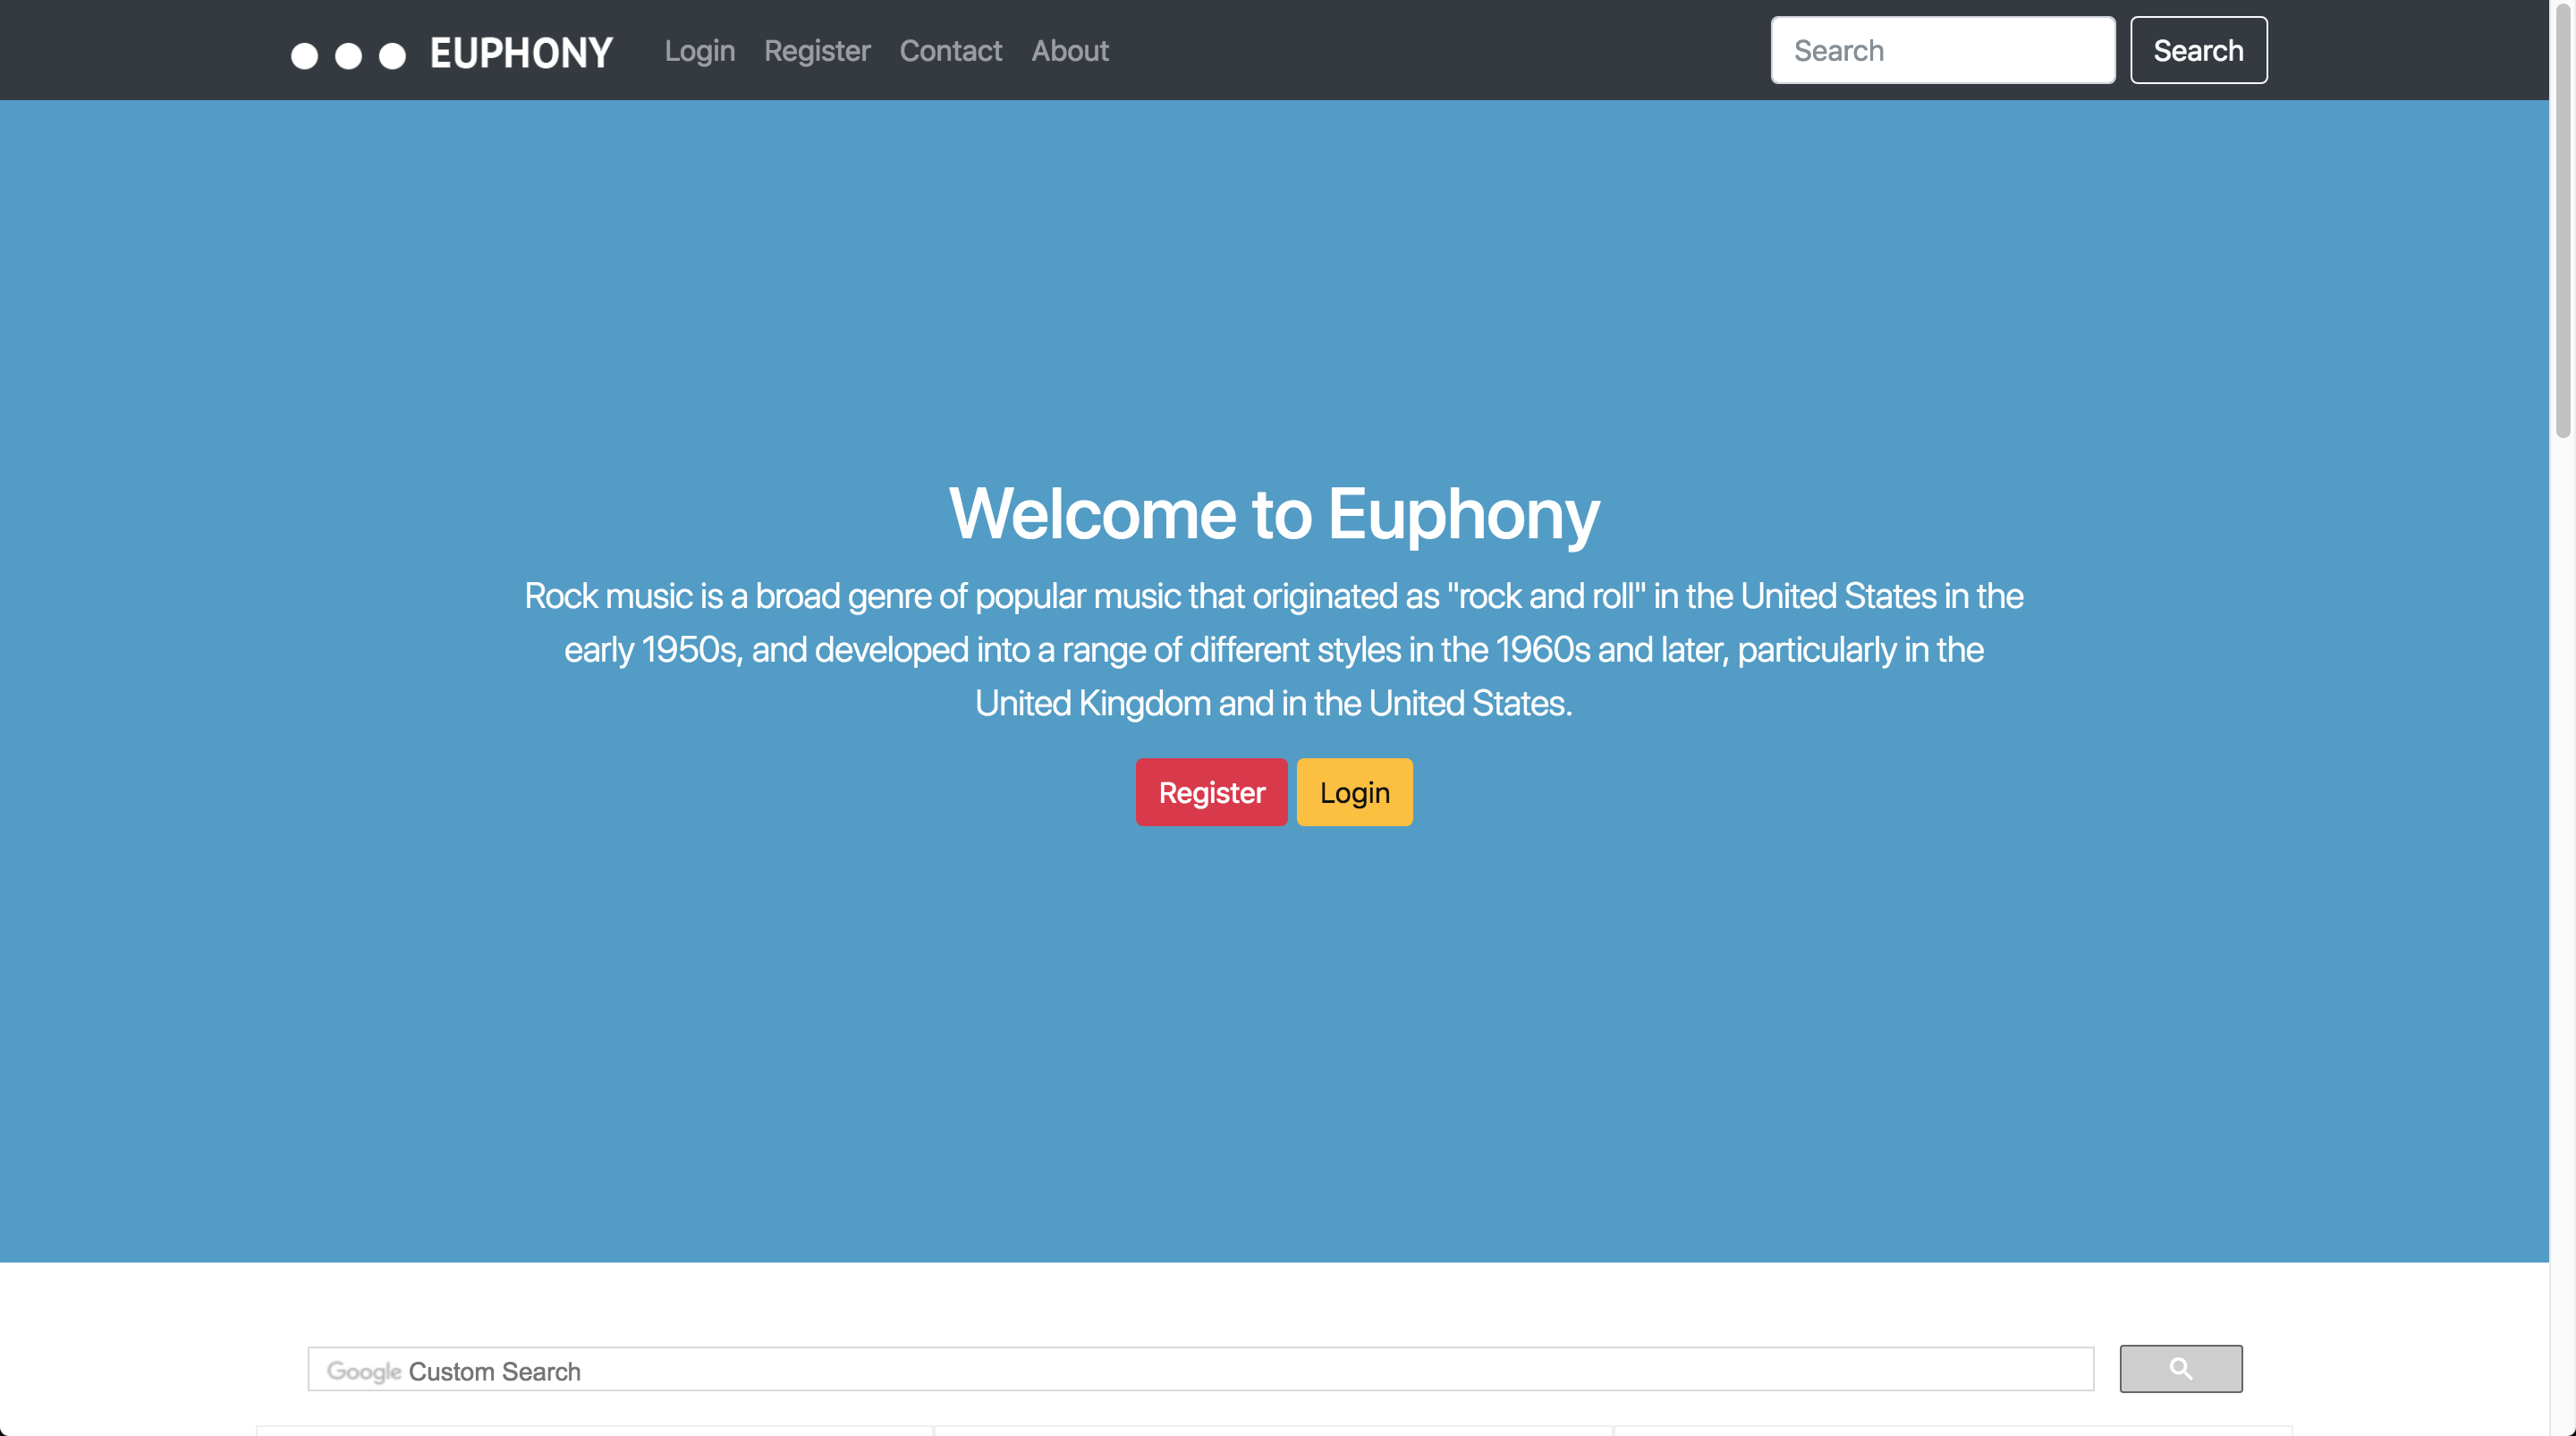 EUPHONY Login Register Contact About Search Search
Welcome to Euphony
Rock music is a broad genre of popular music that originated as "rock and roll" in the United States in the
early 1950s, and developed into a range of different styles in the 1960s and later, particularly in the
United Kingdom and in the United States.
Register Login
Google Custom Search